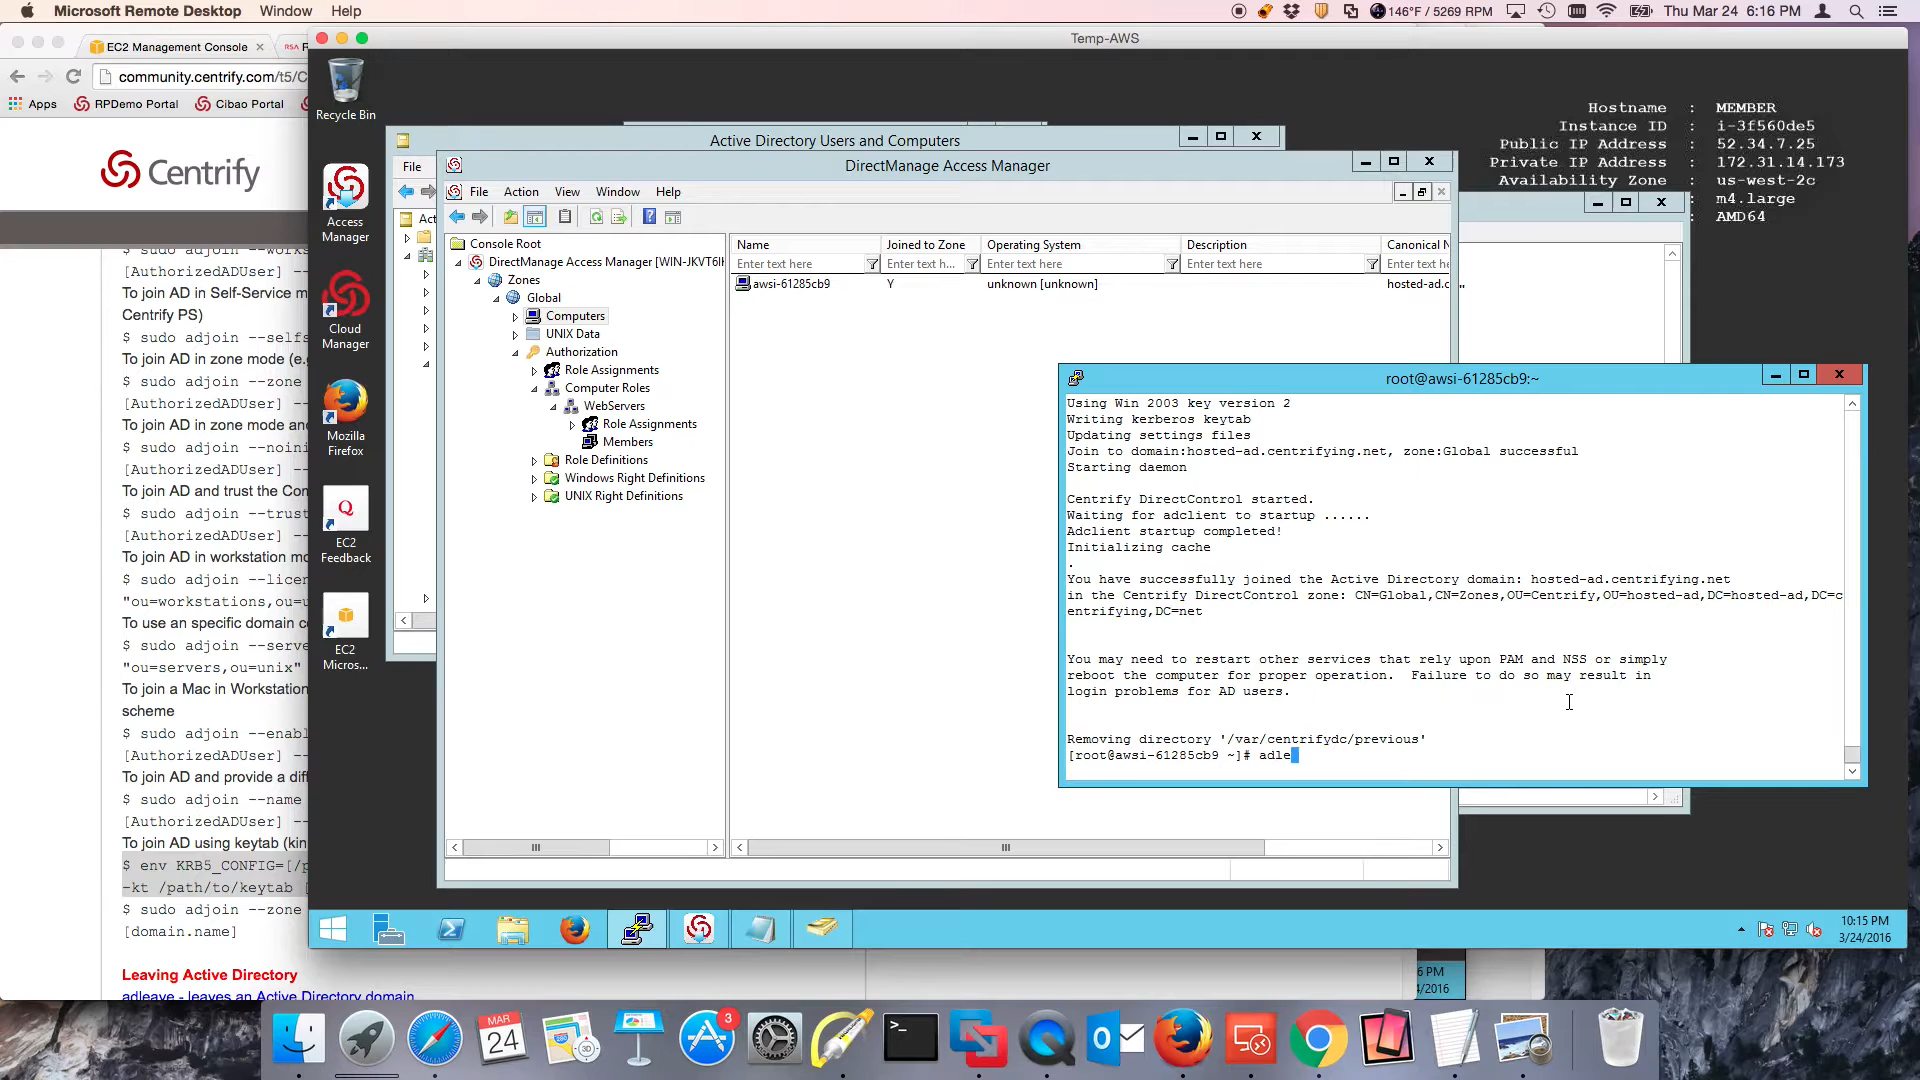 Microsoft Remote Desktop Window Help
146°F / 5269 RPM
Thu Mar 24 6:16 PM
EC2 Management Console
RSA
community.centrify.com/t5/C
Apps RPDemo Portal Cibao Portal
Centrify
[AuthorizedADUser] --
To join AD in Self-Service m
Centrify PS)
$ sudo adjoin --selfs
To join AD in zone mode (e.g
$ sudo adjoin --zone
[AuthorizedADUser] --
To join AD in zone mode and
$ sudo adjoin --noini
[AuthorizedADUser] --
To join AD and trust the Con
$ sudo adjoin --trust
[AuthorizedADUser] --
To join AD in workstation mo
$ sudo adjoin --licen
"ou=workstations,ou=u
To use an specific domain co
$ sudo adjoin --serve
"ou=servers,ou=unix"
To join a Mac in Workstation
scheme
$ sudo adjoin --enabl
[AuthorizedADUser] --
To join AD and provide a diff
$ sudo adjoin --name
[AuthorizedADUser] --
To join AD using keytab (kin
$ env KRB5_CONFIG=[/p
-kt /path/to/keytab [
$ sudo adjoin --zone
[domain.name]
Leaving Active Directory
adleave - leaves an Active Directory domain
Temp-AWS
Recycle Bin
Access Manager
Cloud Manager
Mozilla Firefox
EC2 Feedback
EC2 Micros...
Hostname : MEMBER
Instance ID : i-3f560de5
Public IP Address : 52.34.7.25
Private IP Address : 172.31.14.173
Availability Zone : us-west-2c
: m4.large
: AMD64
Active Directory Users and Computers
File
Act
DirectManage Access Manager
File Action View Window Help
Console Root
DirectManage Access Manager [WIN-JKVT6I
Zones
Global
Computers
UNIX Data
Authorization
Role Assignments
Computer Roles
WebServers
Role Assignments
Members
Role Definitions
Windows Right Definitions
UNIX Right Definitions
Name Joined to Zone Operating System Description Canonical N
Enter text here Enter text h... Enter text here Enter text here Enter te
awsi-61285cb9 Y unknown [unknown] hosted-ad.c
root@awsi-61285cb9:~
Using Win 2003 key version 2
Writing kerberos keytab
Updating settings files
Join to domain:hosted-ad.centrifying.net, zone:Global successful
Starting daemon
Centrify DirectControl started.
Waiting for adclient to startup ......
Adclient startup completed!
Initializing cache
.
You have successfully joined the Active Directory domain: hosted-ad.centrifying.net
in the Centrify DirectControl zone: CN=Global,CN=Zones,OU=Centrify,OU=hosted-ad,DC=hosted-ad,DC=c
entrifying,DC=net
You may need to restart other services that rely upon PAM and NSS or simply
reboot the computer for proper operation. Failure to do so may result in
login problems for AD users.
Removing directory '/var/centrifydc/previous'
[root@awsi-61285cb9 ~]# adle
10:15 PM
3/24/2016
6 PM
4/2016
MAR
24
3D
3